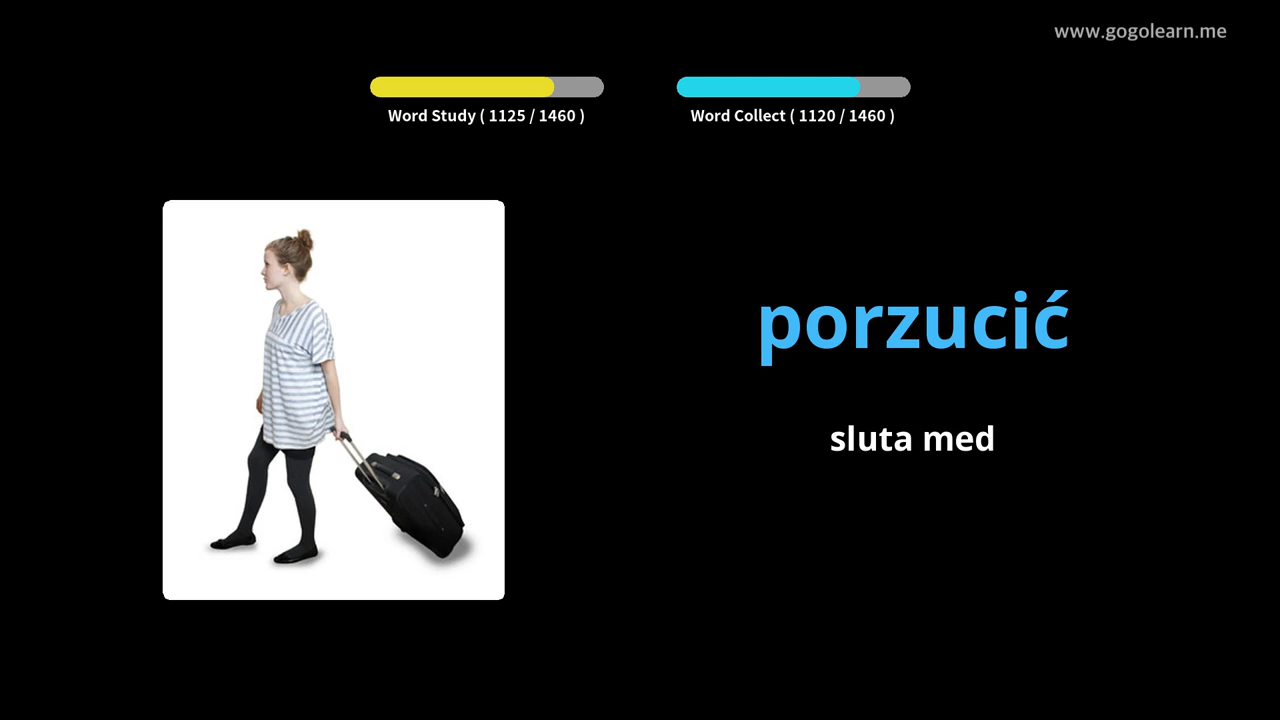 www.gogolearn.me
Word Study ( 1125 / 1460 )
Word Collect ( 1120 / 1460 )
porzucić
sluta med